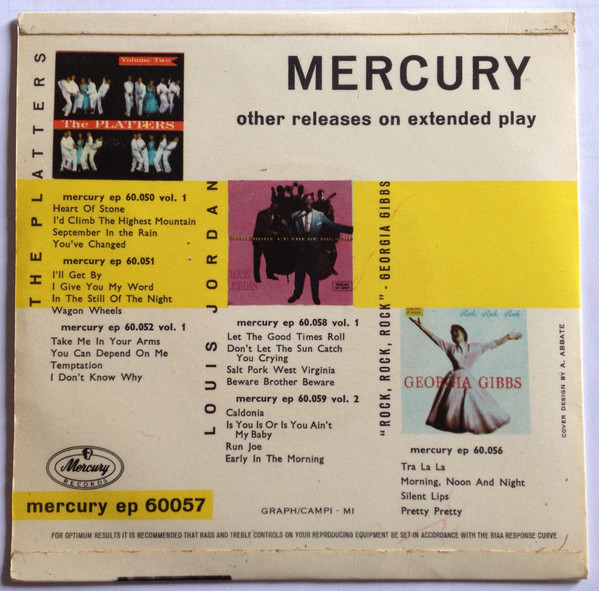 MERCURY
other releases on extended play
THE PLATTERS
Volume Two
The PLATTERS
mercury ep 60.050 vol. 1
Heart Of Stone
I'd Climb The Highest Mountain
September In the Rain
You've Changed
mercury ep 60.051
I'll Get By
I Give You My Word
In The Still Of The Night
Wagon Wheels
mercury ep 60.052 vol. 1
Take Me In Your Arms
You Can Depend On Me
Temptation
I Don't Know Why
LOUIS JORDAN
LOUIS
JORDAN
mercury ep 60.058 vol. 1
Let The Good Times Roll
Don't Let The Sun Catch
You Crying
Salt Pork West Virginia
Beware Brother Beware
mercury ep 60.059 vol. 2
Caldonia
Is You Is Or Is You Ain't
My Baby
Run Joe
Early In The Morning
"ROCK, ROCK, ROCK" - GEORGIA GIBBS
Rock, Rock, Rock
GEORGIA GIBBS
mercury ep 60.056
Tra La La
Morning, Noon And Night
Silent Lips
Pretty Pretty
COVER DESIGN BY A. ABBATE
Mercury
RECORDS
mercury ep 60057
GRAPH/CAMPI - MI
FOR OPTIMUM RESULTS IT IS RECOMMENDED THAT BASS AND TREBLE CONTROLS ON YOUR REPRODUCING EQUIPMENT BE SET IN ACCORDANCE WITH THE RIAA RESPONSE CURVE